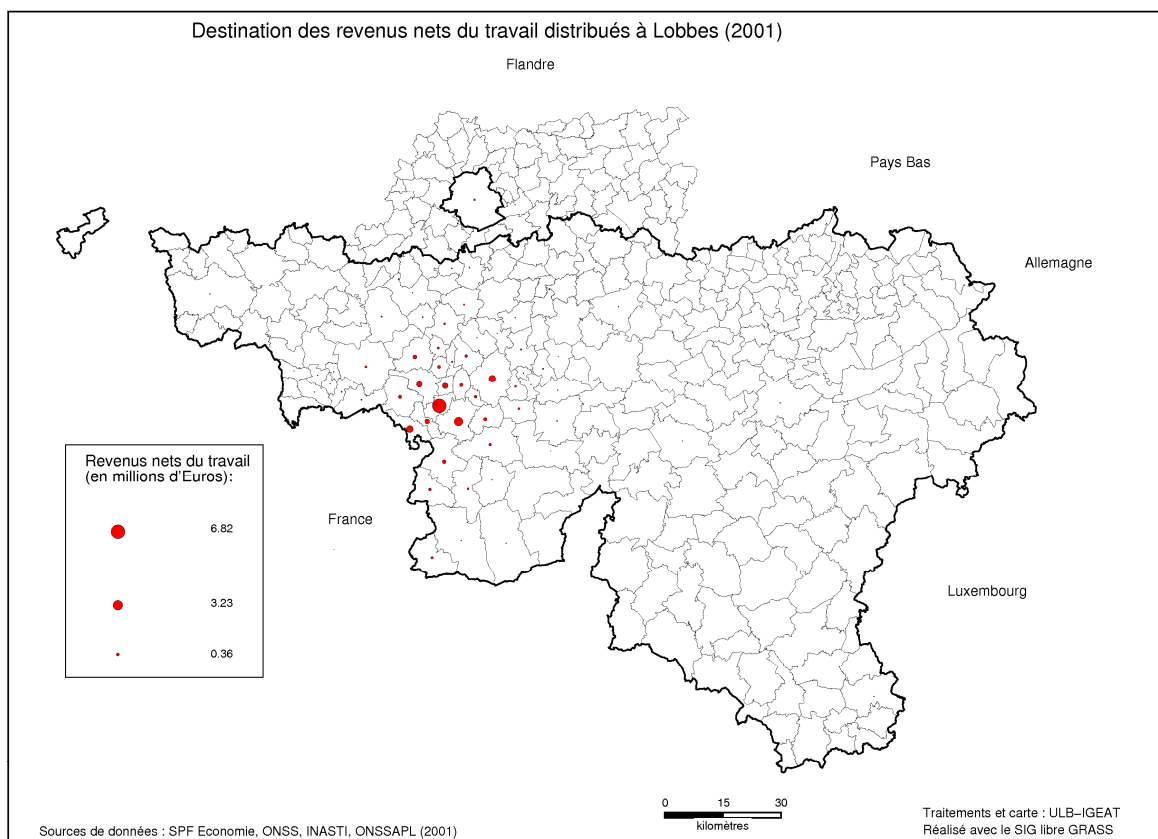 Destination des revenus nets du travail distribués à Lobbes (2001)
Flandre
Pays Bas
Allemagne
Revenus nets du travail
(en millions d'Euros):
6.82
3.23
0.36
France
Luxembourg
0 15 30
kilomètres
Sources de données : SPF Economie, ONSS, INASTI, ONSSAPL (2001)
Traitements et carte : ULB-IGEAT
Réalisé avec le SIG libre GRASS